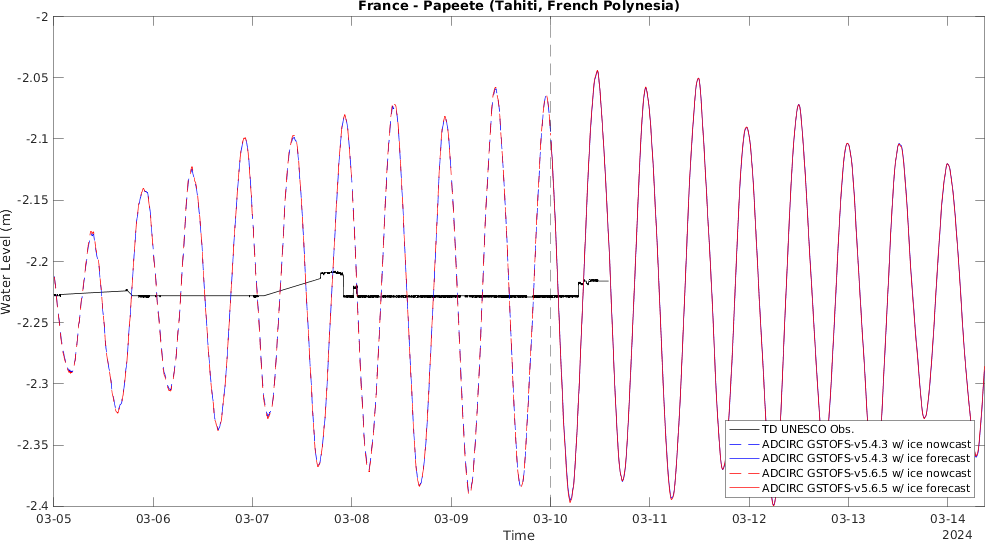 France - Papeete (Tahiti, French Polynesia)
-2
-2.05
-2.1
-2.15
-2.2
-2.25
-2.3
-2.35
-2.4
Water Level (m)
TD UNESCO Obs.
ADCIRC GSTOFS-v5.4.3 w/ ice nowcast
ADCIRC GSTOFS-v5.4.3 w/ ice forecast
ADCIRC GSTOFS-v5.6.5 w/ ice nowcast
ADCIRC GSTOFS-v5.6.5 w/ ice forecast
03-05 03-06 03-07 03-08 03-09 03-10 03-11 03-12 03-13 03-14
Time
2024